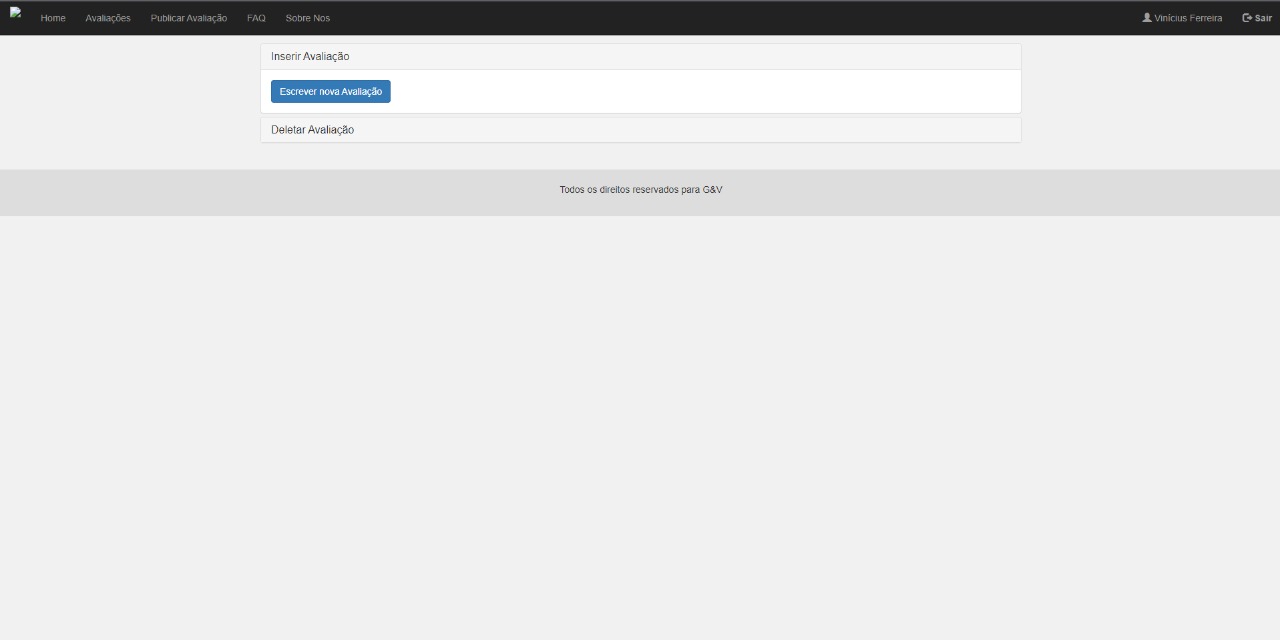 Home Avaliações Publicar Avaliação FAQ Sobre Nos Vinícius Ferreira Sair
Inserir Avaliação
Escrever nova Avaliação
Deletar Avaliação
Todos os direitos reservados para G&V